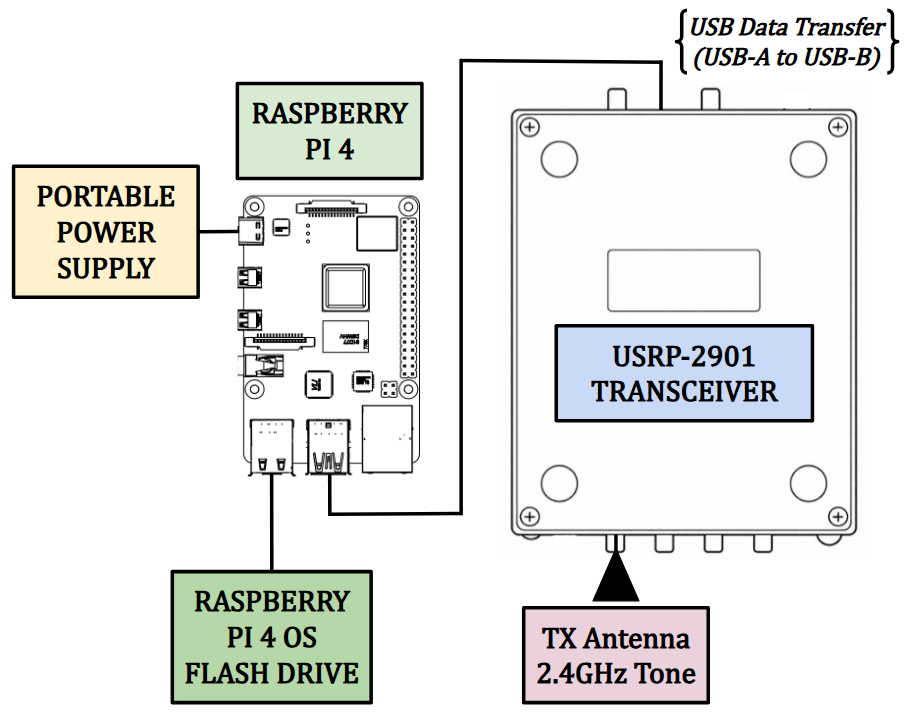 USB Data Transfer
(USB-A to USB-B)
RASPBERRY
PI 4
PORTABLE
POWER
SUPPLY
USRP-2901
TRANSCEIVER
RASPBERRY
PI 4 OS
FLASH DRIVE
TX Antenna
2.4GHz Tone